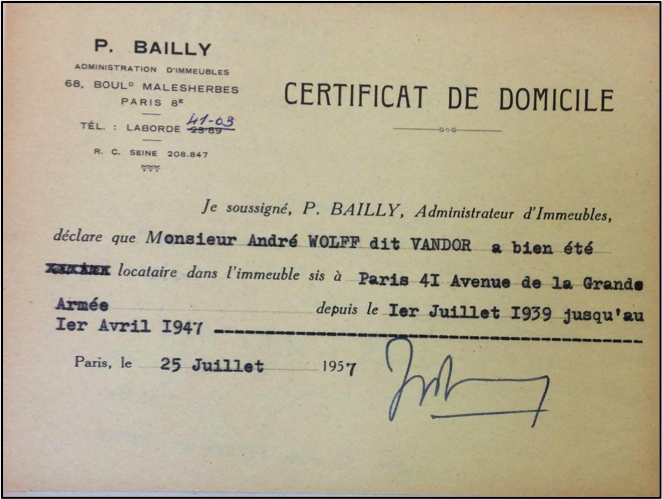 P. BAILLY
ADMINISTRATION D'IMMEUBLES
68, BOULD MALESHERBES
PARIS 8E
TÉL. : LABORDE 41-03
R. C. SEINE 208.847
CERTIFICAT DE DOMICILE
Je soussigné, P. BAILLY, Administrateur d'Immeubles,
déclare que Monsieur André WOLFF dit VANDOR a bien été
locataire dans l'immeuble sis à Paris 4I Avenue de la Grande
Armée depuis le Ier Juillet I939 jusqu'au
Ier Avril I947
Paris, le 25 Juillet 1957